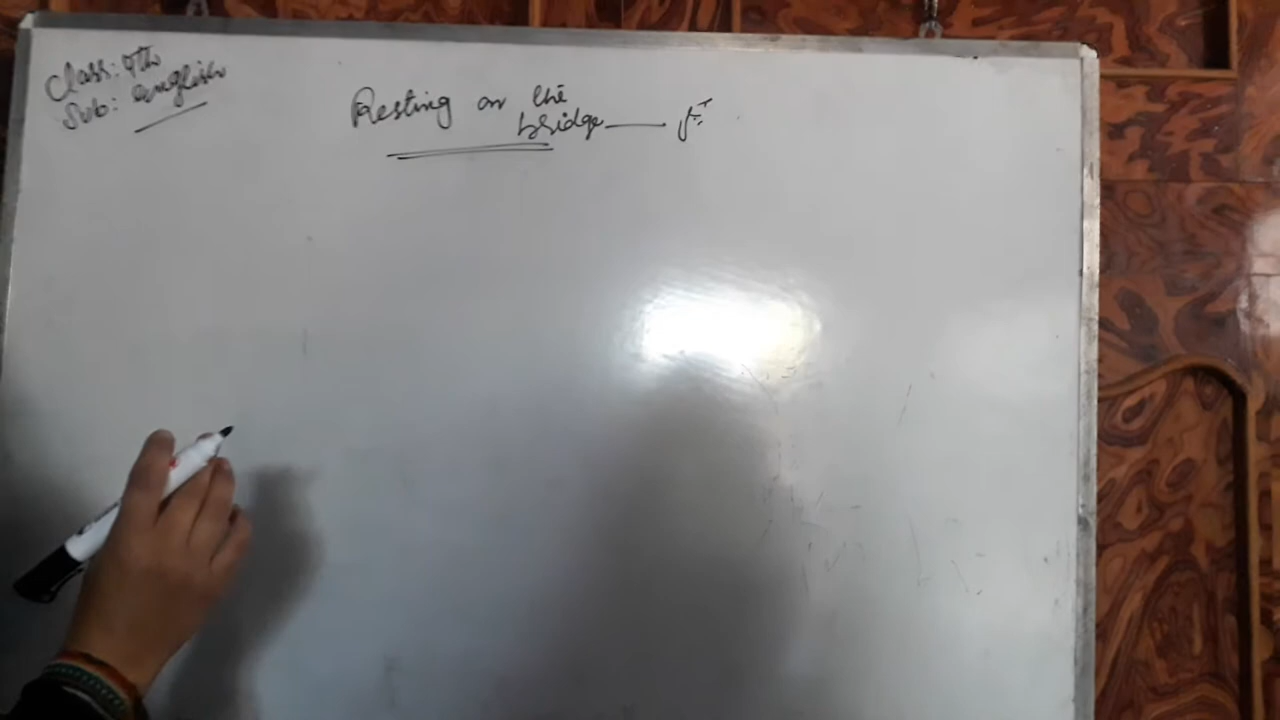 Class: 9th
Sub: English
Resting on the
bridge